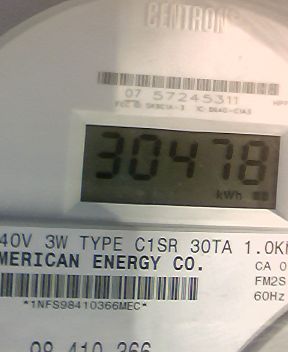 CENTRON
07 57245311
30478
kWh
40V 3W TYPE C1SR 30TA 1.0K
MERICAN ENERGY CO.
CA 0
FM2S
60Hz
*1NFS98410366MEC*
98 410 366